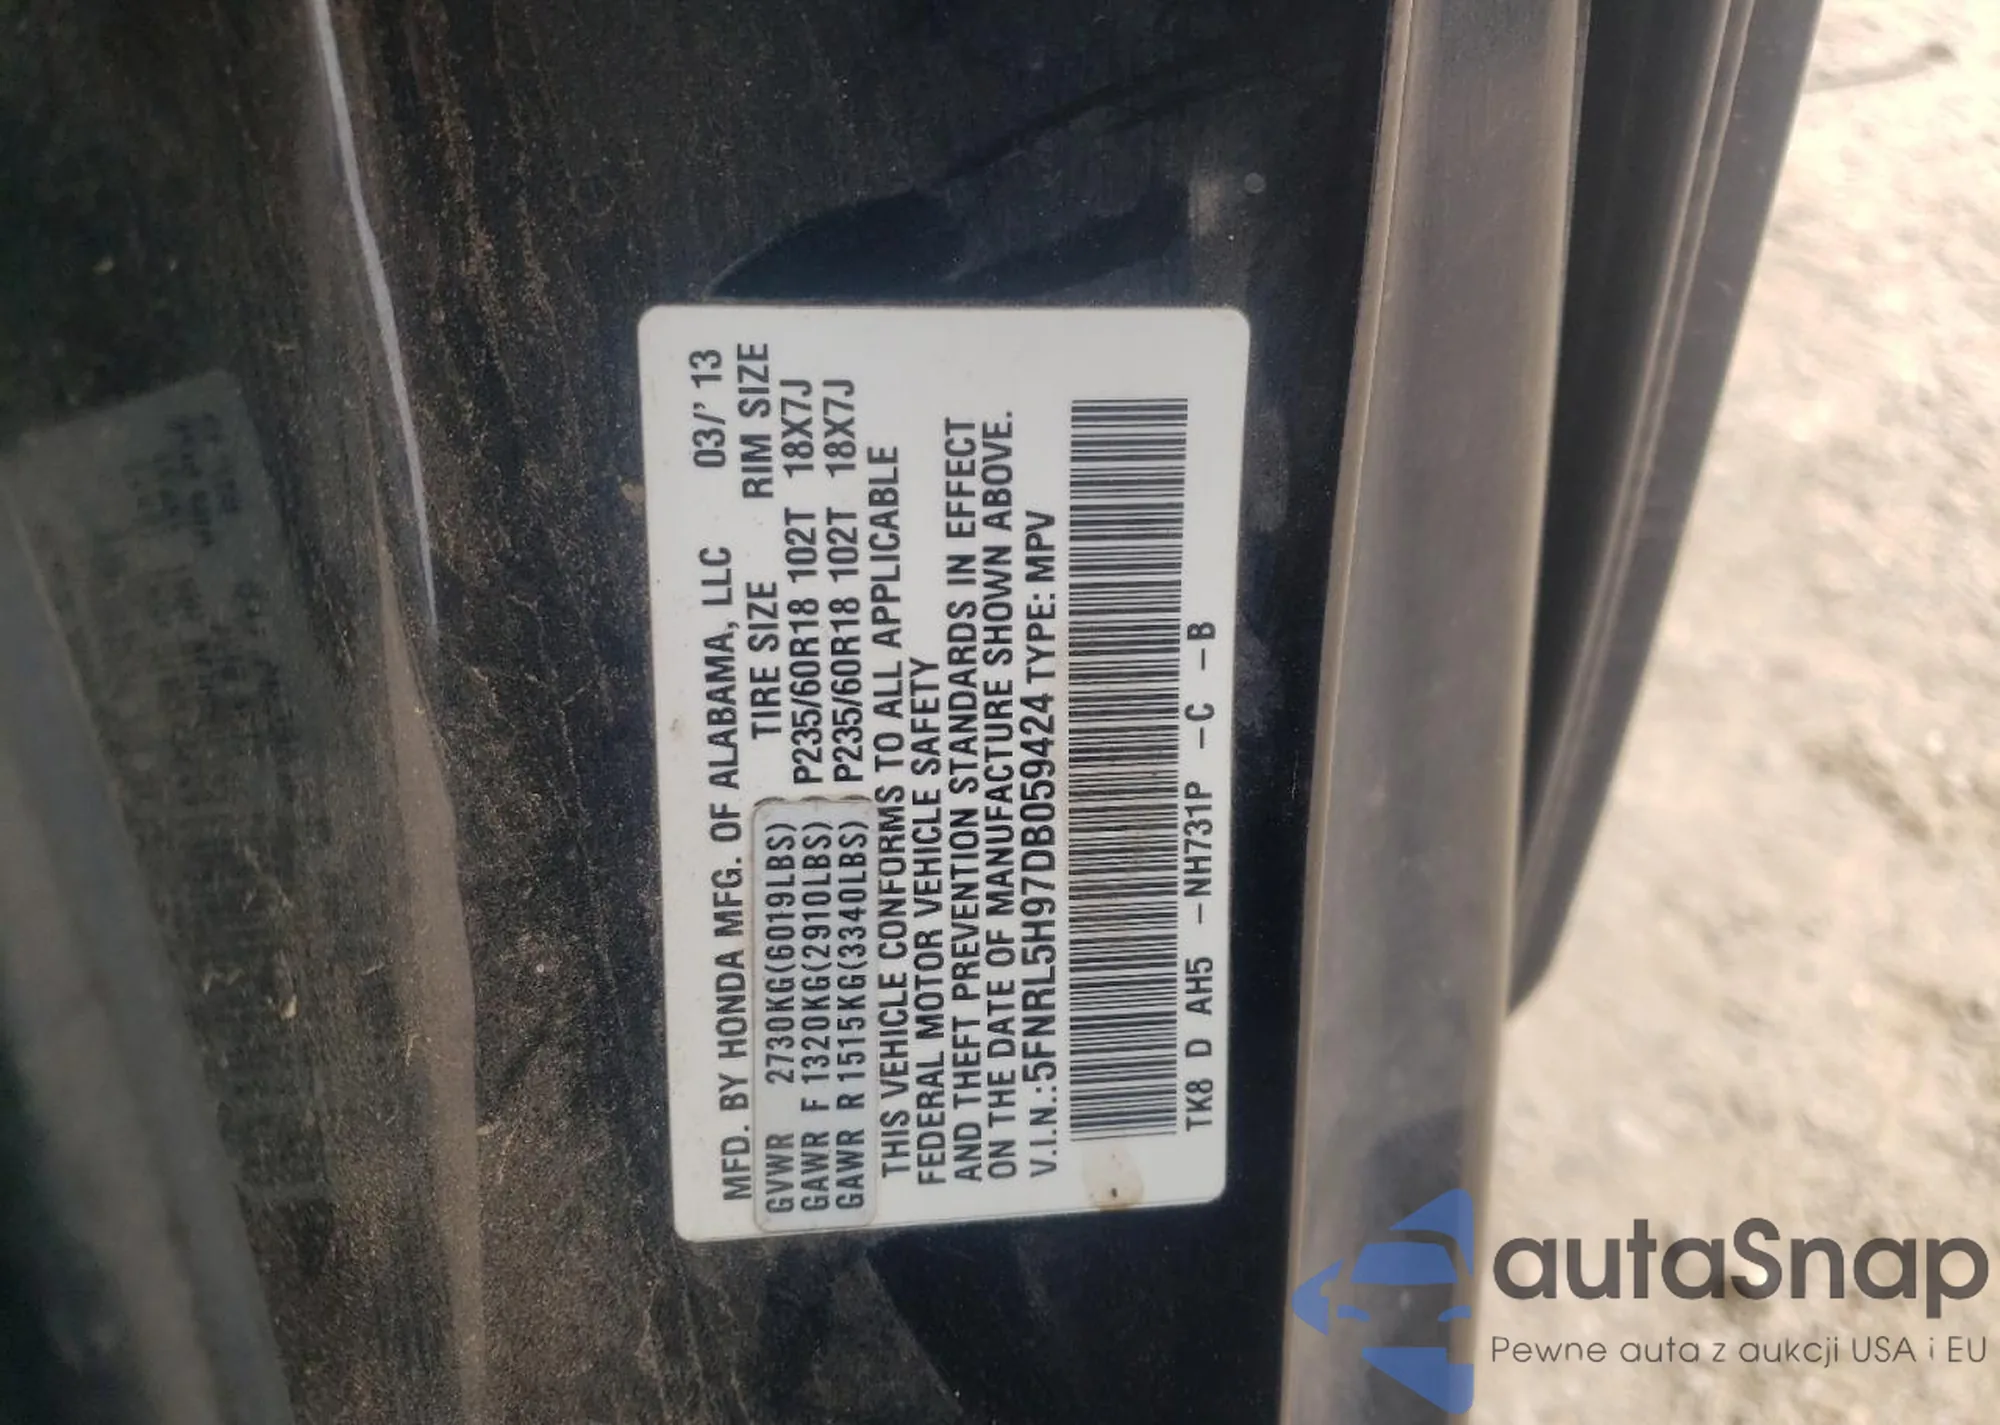 MFD. BY HONDA MFG. OF ALABAMA, LLC 03/'13
TIRE SIZE RIM SIZE
GVWR 2730KG(6019LBS)
GAWR F 1320KG(2910LBS) P235/60R18 102T 18X7J
GAWR R 1515KG(3340LBS) P235/60R18 102T 18X7J
THIS VEHICLE CONFORMS TO ALL APPLICABLE
FEDERAL MOTOR VEHICLE SAFETY
AND THEFT PREVENTION STANDARDS IN EFFECT
ON THE DATE OF MANUFACTURE SHOWN ABOVE.
V.I.N.:5FNRL5H97DB059424 TYPE: MPV
TK8 D AH5 -NH731P -C -B
autaSnap
Pewne auta z aukcji USA i EU